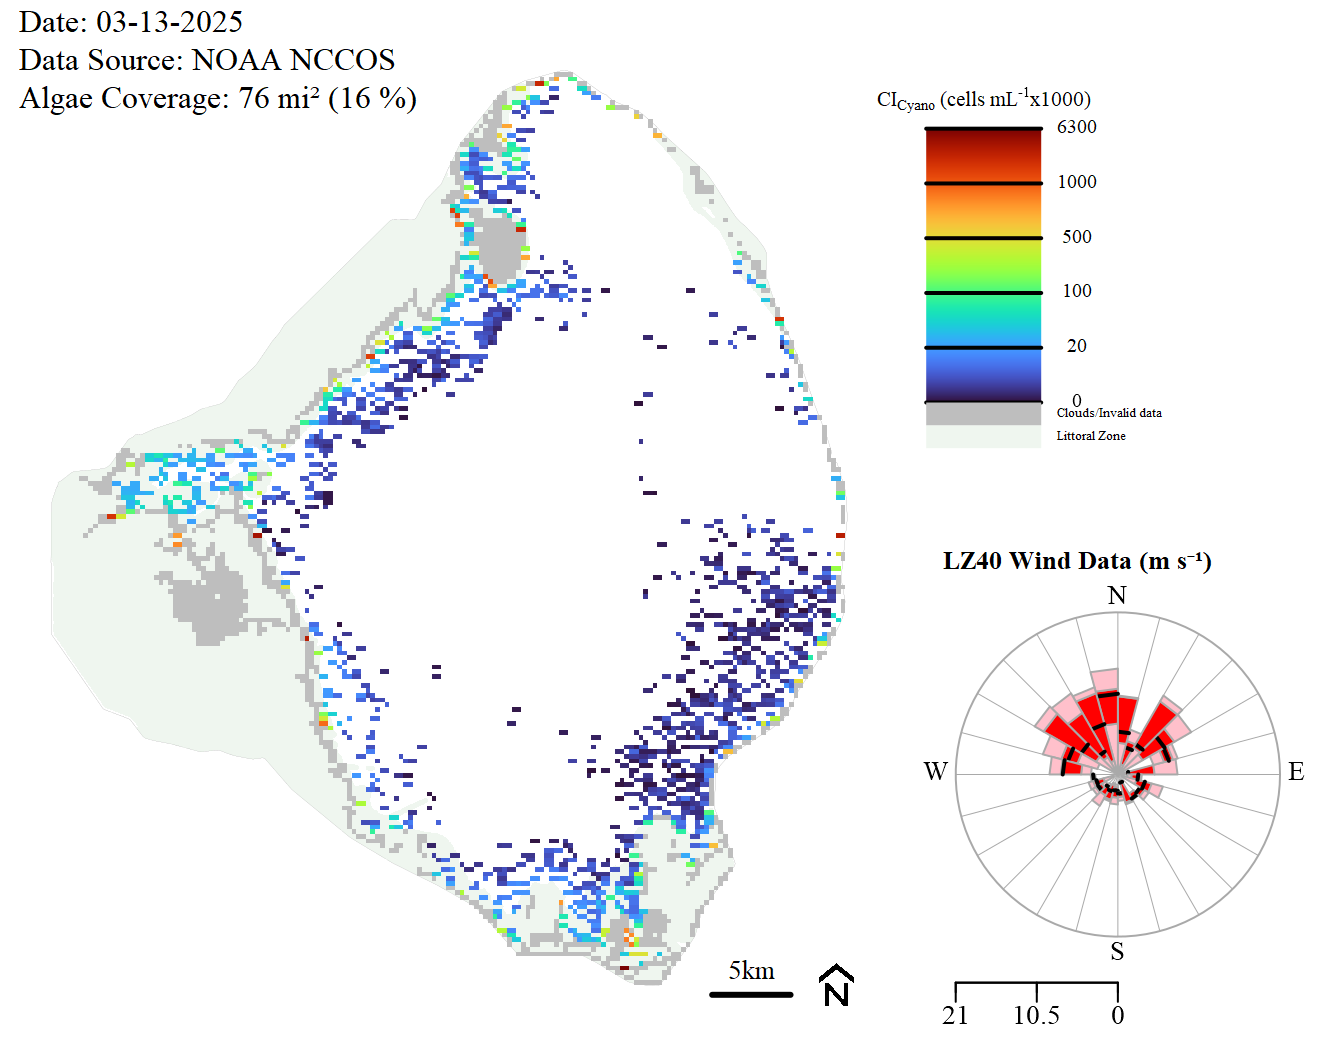 Date: 03-13-2025
Data Source: NOAA NCCOS
Algae Coverage: 76 mi² (16 %)
CICyano (cells mL-1x1000)
6300
1000
500
100
20
0
Clouds/Invalid data
Littoral Zone
LZ40 Wind Data (m s⁻¹)
N
W
E
S
5km
N
21
10.5
0